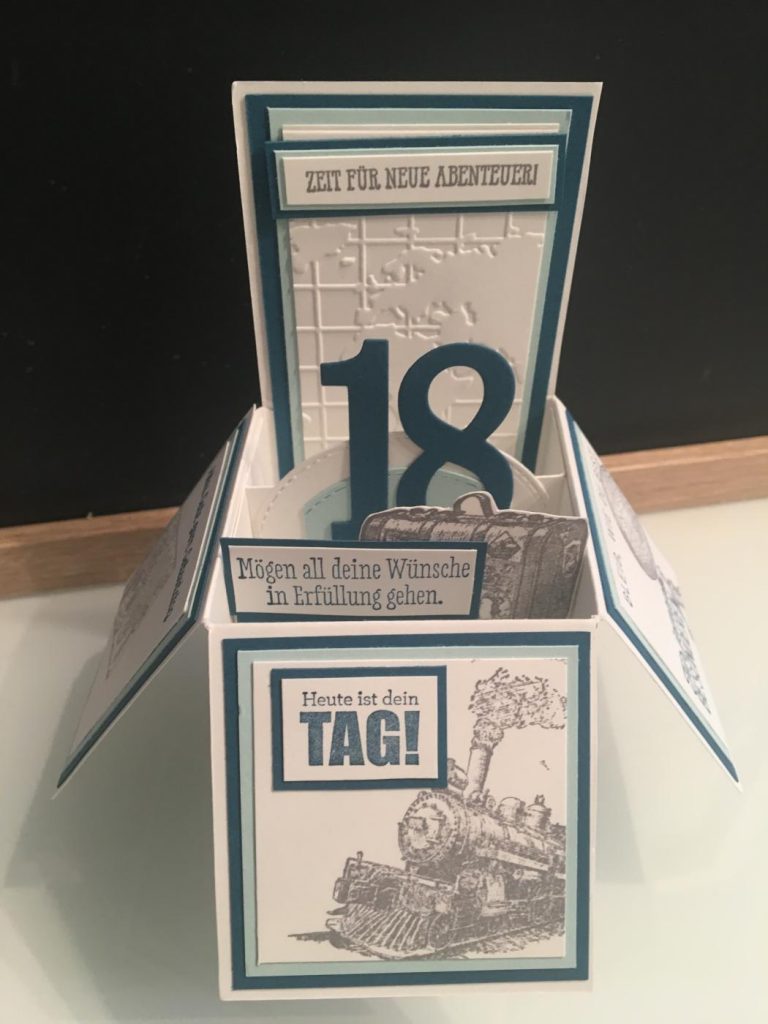 ZEIT FÜR NEUE ABENTEUER!
18
Mögen all deine Wünsche
in Erfüllung gehen.
Heute ist dein
TAG!